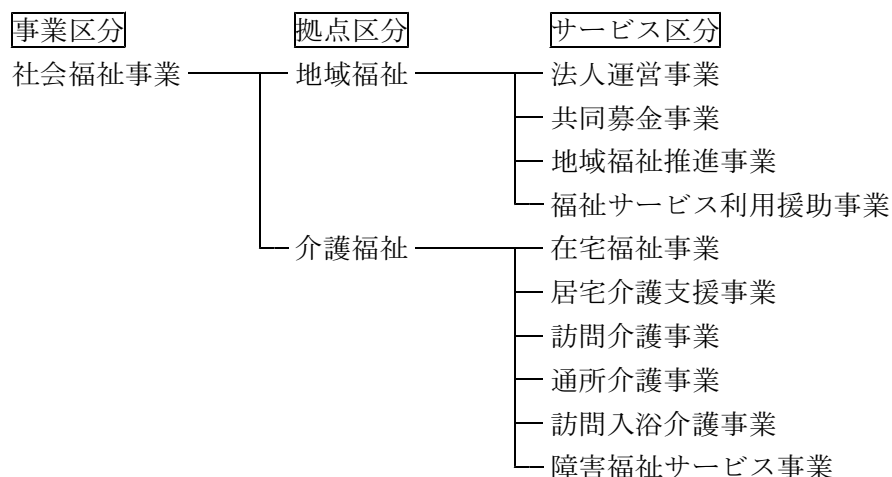 事業区分 拠点区分 サービス区分
社会福祉事業 地域福祉 法人運営事業
共同募金事業
地域福祉推進事業
福祉サービス利用援助事業
介護福祉 在宅福祉事業
居宅介護支援事業
訪問介護事業
通所介護事業
訪問入浴介護事業
障害福祉サービス事業